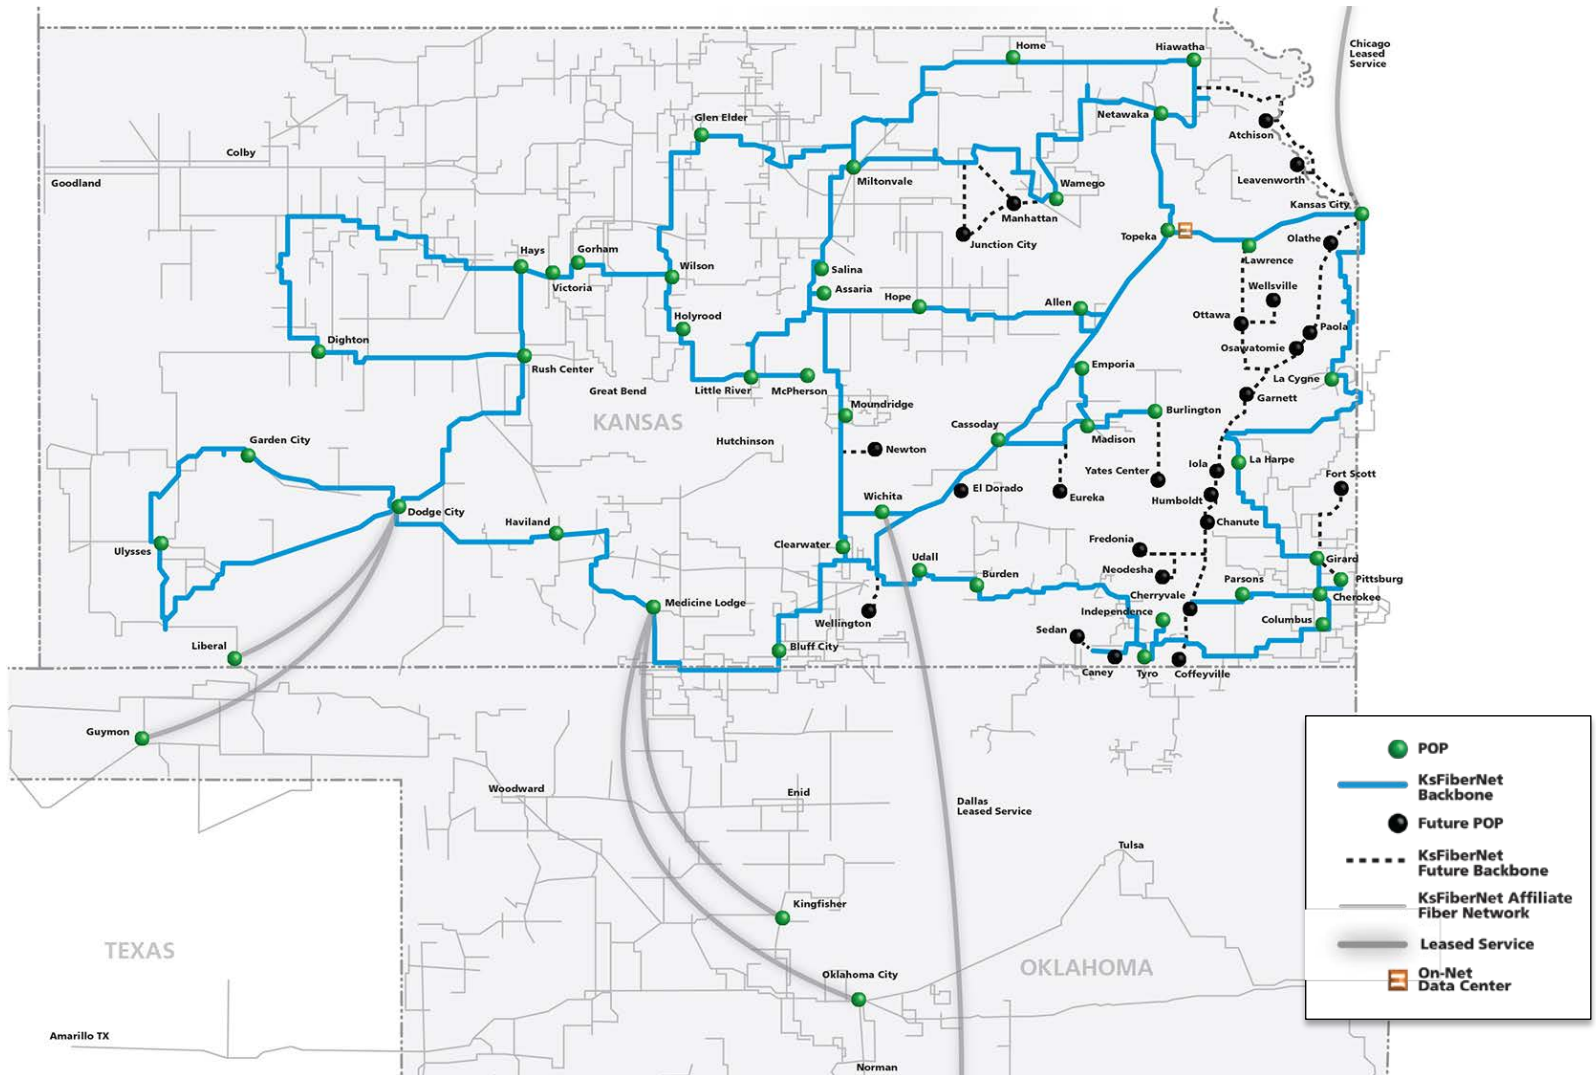 Chicago
Leased
Service
Home
Hiawatha
Glen Elder
Netawaka
Atchison
Colby
Goodland
Miltonvale
Wamego
Leavenworth
Manhattan
Kansas City
Junction City
Topeka
Olathe
Hays
Gorham
Lawrence
Wilson
Salina
Victoria
Assaria
Wellsville
Hope
Allen
Holyrood
Ottawa
Paola
Dighton
Osawatomie
Rush Center
Emporia
La Cygne
Great Bend
Little River
McPherson
Garnett
Moundridge
Burlington
KANSAS
Cassoday
Madison
Garden City
Hutchinson
Newton
La Harpe
Iola
Yates Center
Fort Scott
El Dorado
Eureka
Humboldt
Wichita
Dodge City
Haviland
Chanute
Fredonia
Ulysses
Clearwater
Udall
Girard
Burden
Neodesha
Parsons
Pittsburg
Cherryvale
Cherokee
Medicine Lodge
Independence
Wellington
Columbus
Sedan
Liberal
Bluff City
Caney
Tyro
Coffeyville
Guymon
POP
KsFiberNet
Backbone
Woodward
Enid
Dallas
Leased Service
Future POP
Tulsa
KsFiberNet
Future Backbone
Kingfisher
KsFiberNet Affiliate
Fiber Network
TEXAS
Leased Service
Oklahoma City
OKLAHOMA
On-Net
Data Center
Amarillo TX
Norman